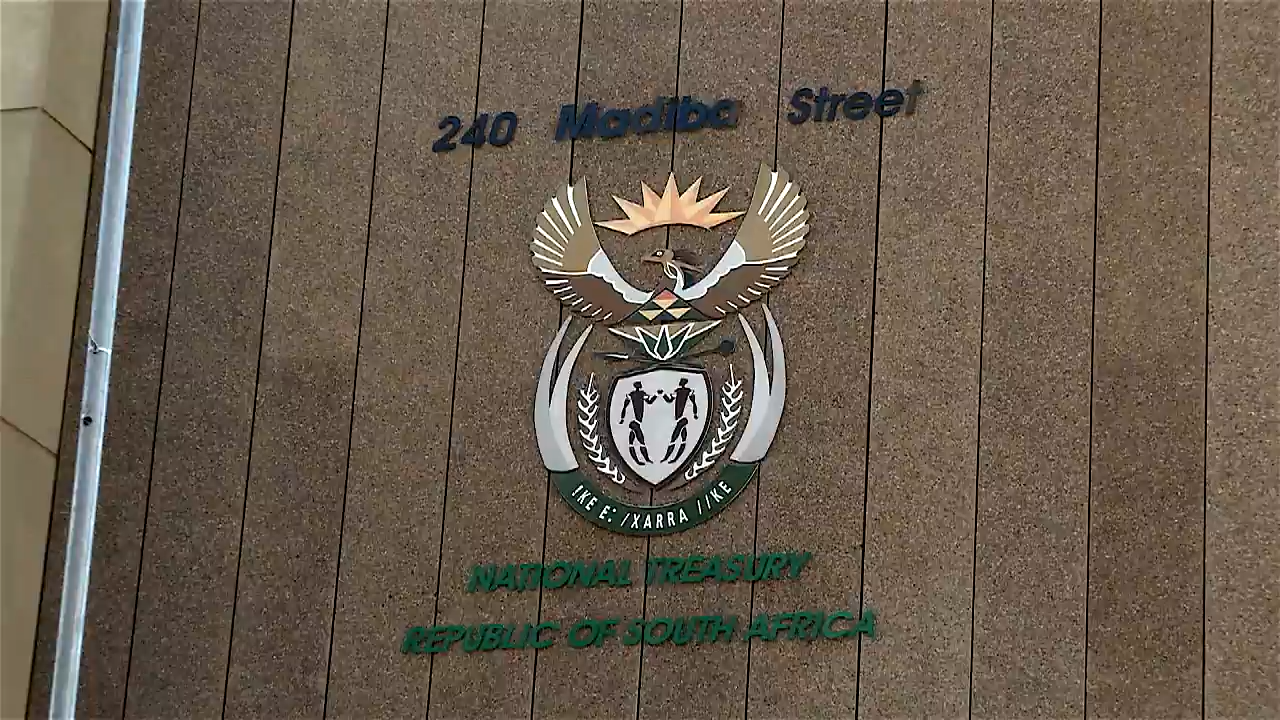 240 Madiba Street
!KE E: /XARRA //KE
NATIONAL TREASURY
REPUBLIC OF SOUTH AFRICA